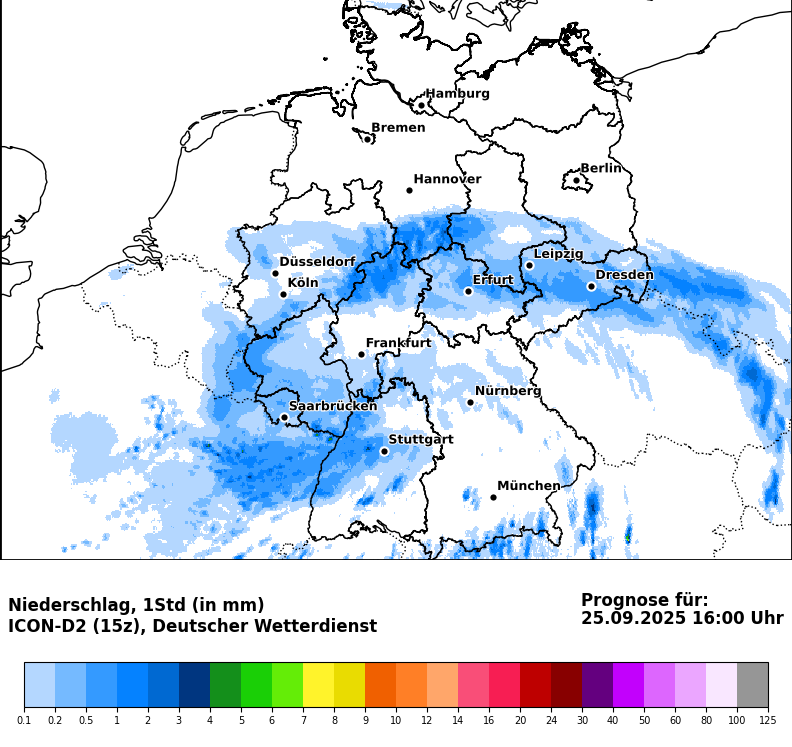 Hamburg
Bremen
Berlin
Hannover
Düsseldorf
Leipzig
Köln
Erfurt
Dresden
Frankfurt
Nürnberg
Saarbrücken
Stuttgart
München
Niederschlag, 1Std (in mm)
ICON-D2 (15z), Deutscher Wetterdienst
Prognose für:
25.09.2025 16:00 Uhr
0.1 0.2 0.5 1 2 3 4 5 6 7 8 9 10 12 14 16 20 24 30 40 50 60 80 100 125